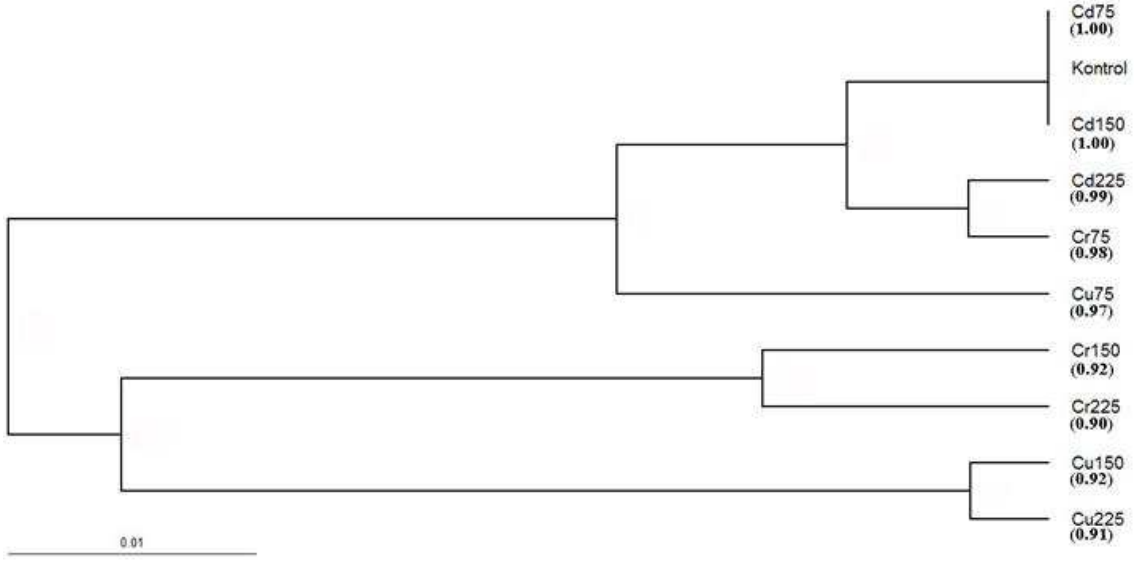 Cd75
(1.00)
Kontrol
Cd150
(1.00)
Cd225
(0.99)
Cr75
(0.98)
Cu75
(0.97)
Cr150
(0.92)
Cr225
(0.90)
Cu150
(0.92)
Cu225
(0.91)
0.01